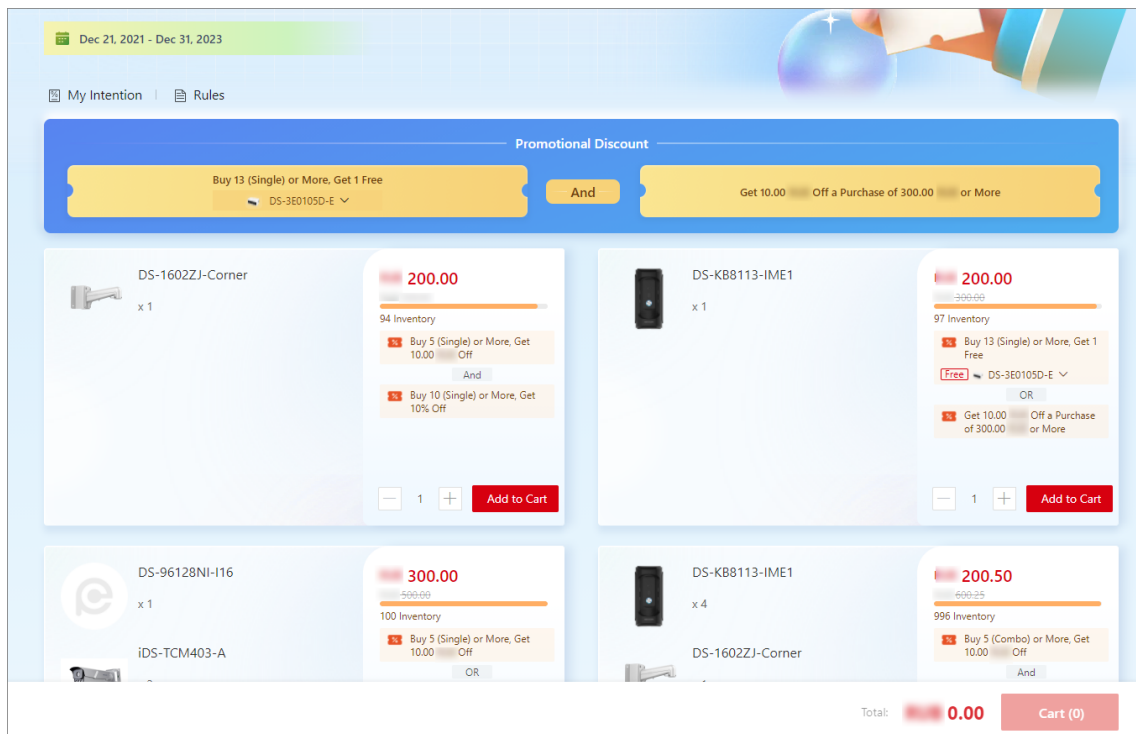 Dec 21, 2021 - Dec 31, 2023
My Intention
Rules
Promotional Discount
Buy 13 (Single) or More, Get 1 Free
DS-3E0105D-E
And
Get 10.00 Off a Purchase of 300.00 or More
DS-1602ZJ-Corner
x 1
200.00
94 Inventory
Buy 5 (Single) or More, Get
10.00 Off
And
Buy 10 (Single) or More, Get
10% Off
1
Add to Cart
DS-KB8113-IME1
x 1
200.00
300.00
97 Inventory
Buy 13 (Single) or More, Get 1
Free
Free DS-3E0105D-E
OR
Get 10.00 Off a Purchase
of 300.00 or More
1
Add to Cart
DS-96128NI-I16
x 1
iDS-TCM403-A
300.00
500.00
100 Inventory
Buy 5 (Single) or More, Get
10.00 Off
OR
DS-KB8113-IME1
x 4
DS-1602ZJ-Corner
200.50
600.25
996 Inventory
Buy 5 (Combo) or More, Get
10.00 Off
And
Total: 0.00
Cart (0)